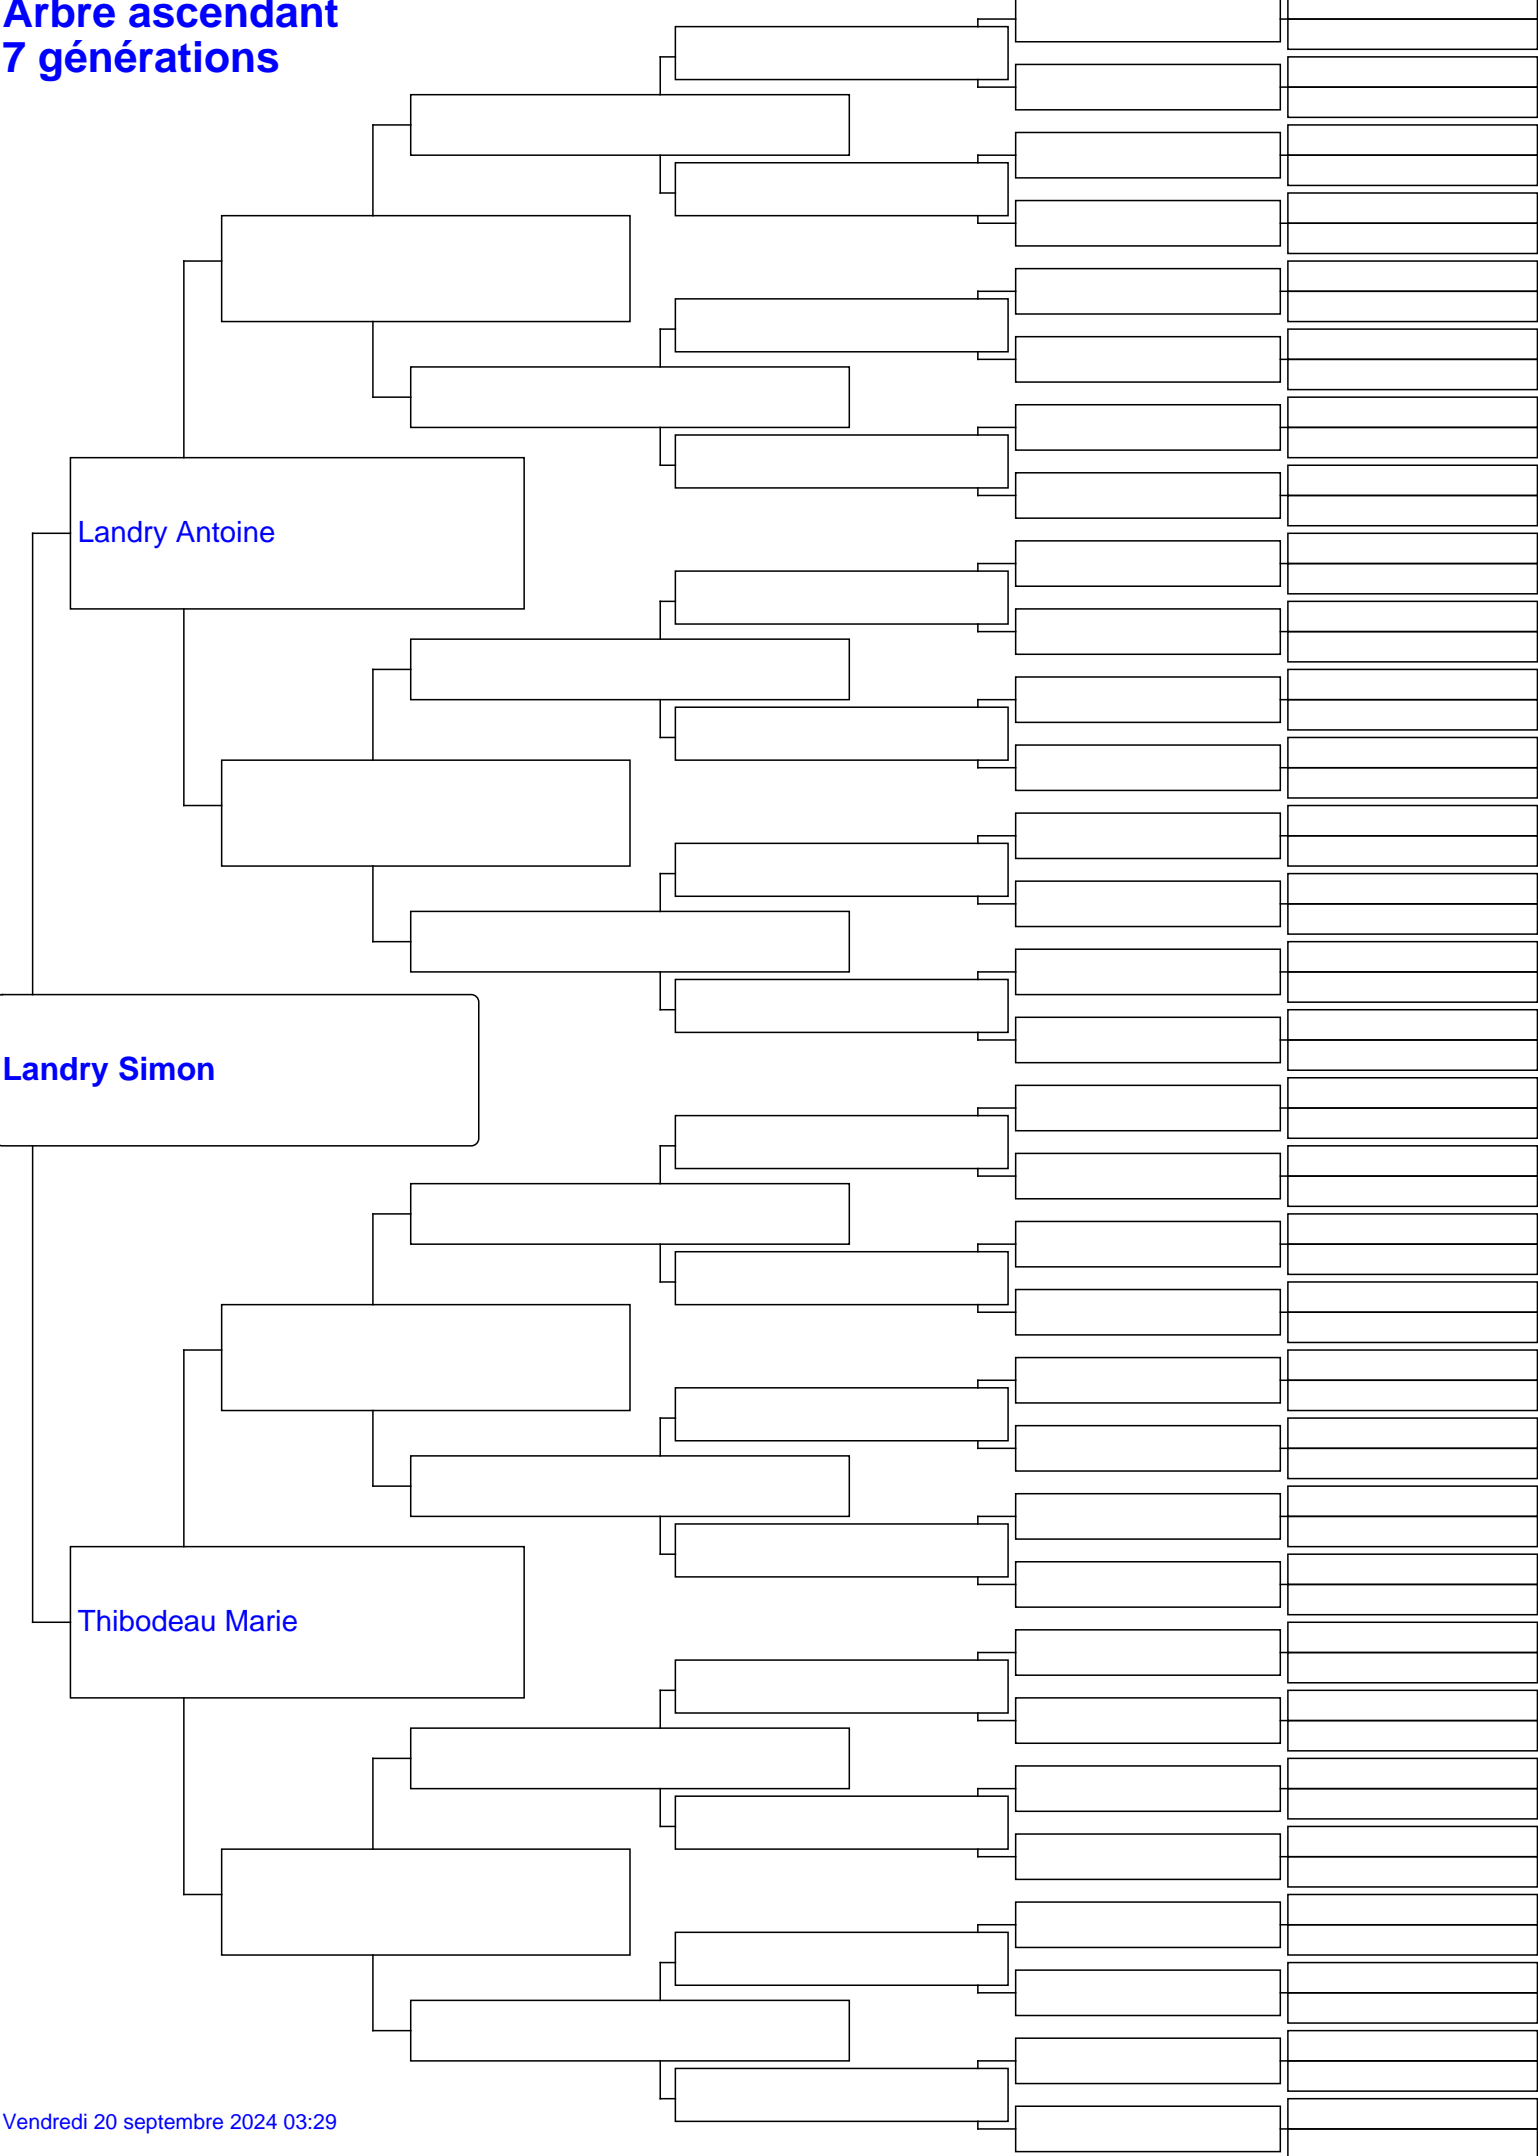 Arbre ascendant
7 générations
Landry Antoine
Landry Simon
Thibodeau Marie
Vendredi 20 septembre 2024 03:29